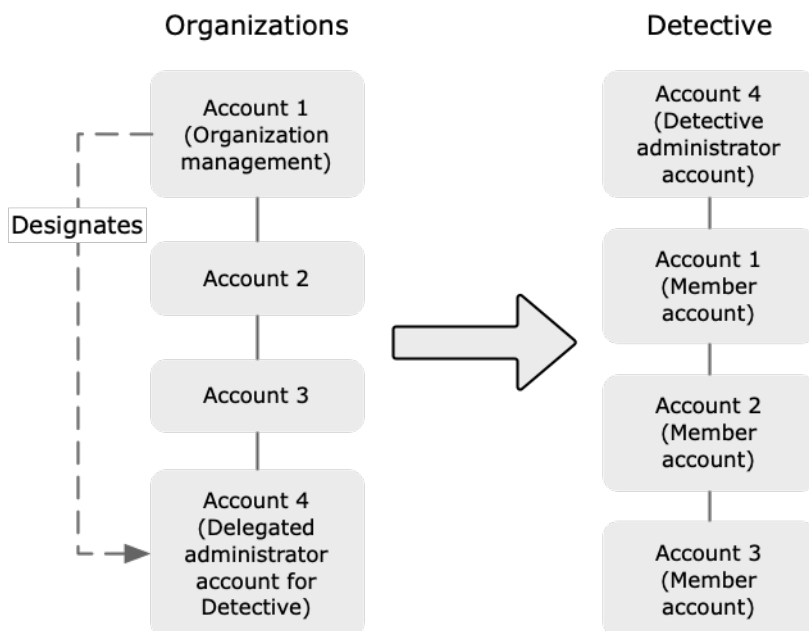 Organizations
Account 1
(Organization
management)
Designates
Account 2
Account 3
Account 4
(Delegated
administrator
account for
Detective)
Detective
Account 4
(Detective
administrator
account)
Account 1
(Member
account)
Account 2
(Member
account)
Account 3
(Member
account)